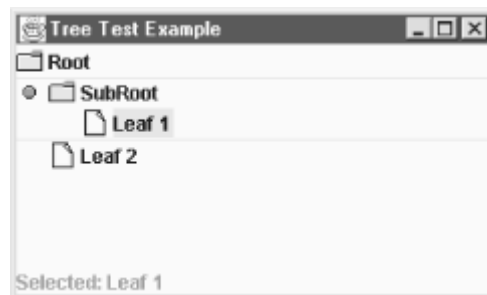 Tree Test Example
Root
SubRoot
Leaf 1
Leaf 2
Selected: Leaf 1